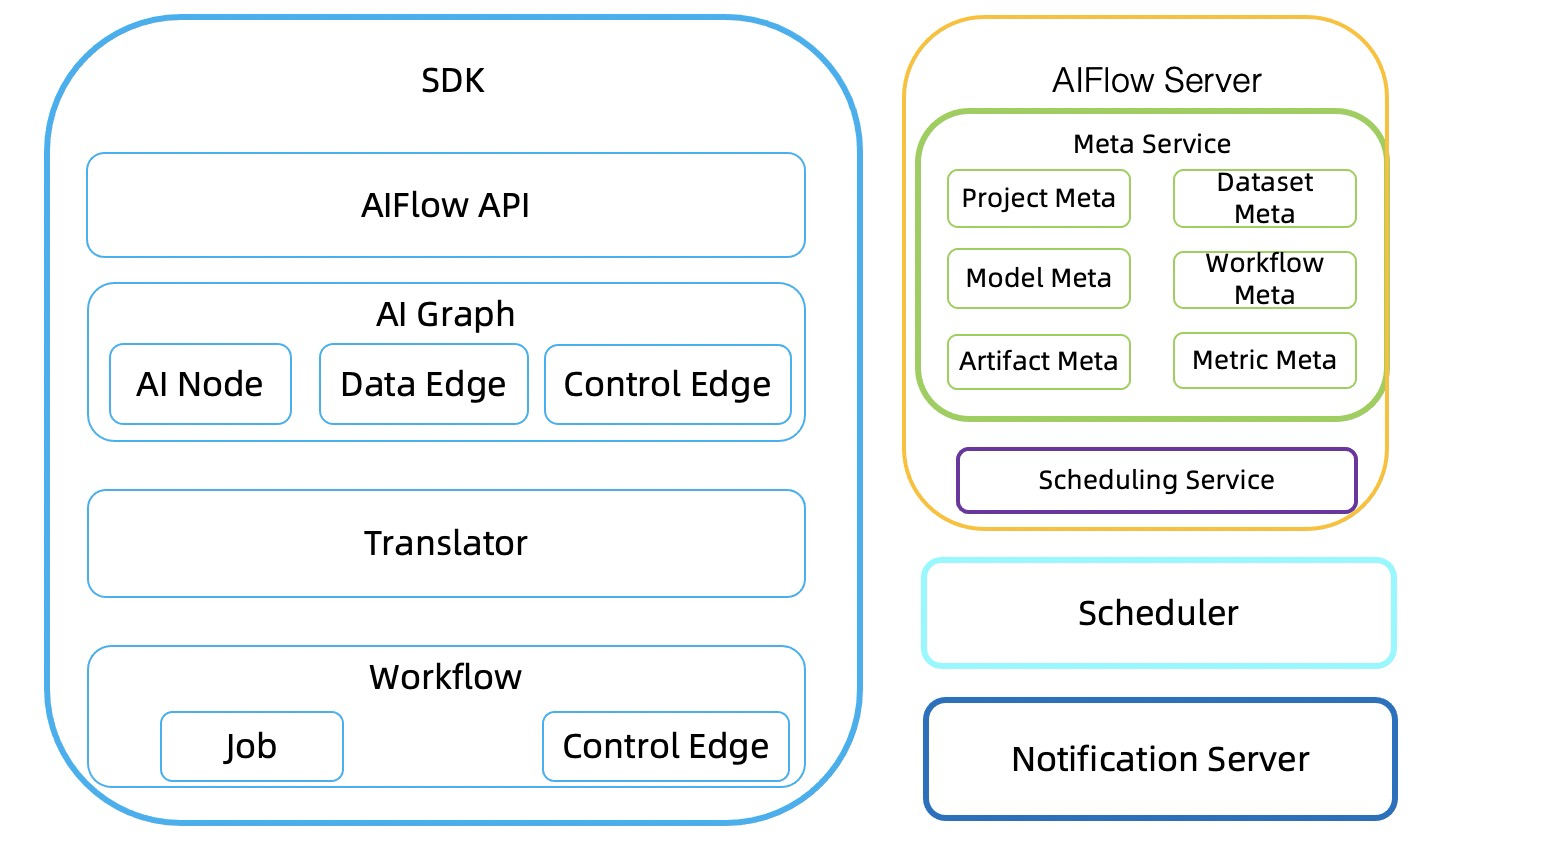 SDK
AIFlow API
AI Graph
AI Node
Data Edge
Control Edge
Translator
Workflow
Job
Control Edge
AIFlow Server
Meta Service
Project Meta
Dataset
Meta
Model Meta
Workflow
Meta
Artifact Meta
Metric Meta
Scheduling Service
Scheduler
Notification Server